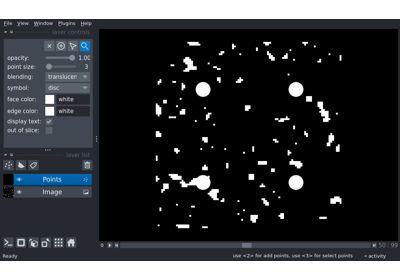 File View Window Plugins Help
layer controls
opacity: 1.00
point size: 3
blending: translucen
symbol: disc
face color: white
edge color: white
display text:
out of slice:
layer list
Points
Image
0 50 99
Ready use <2> for add points, use <3> for select points activity